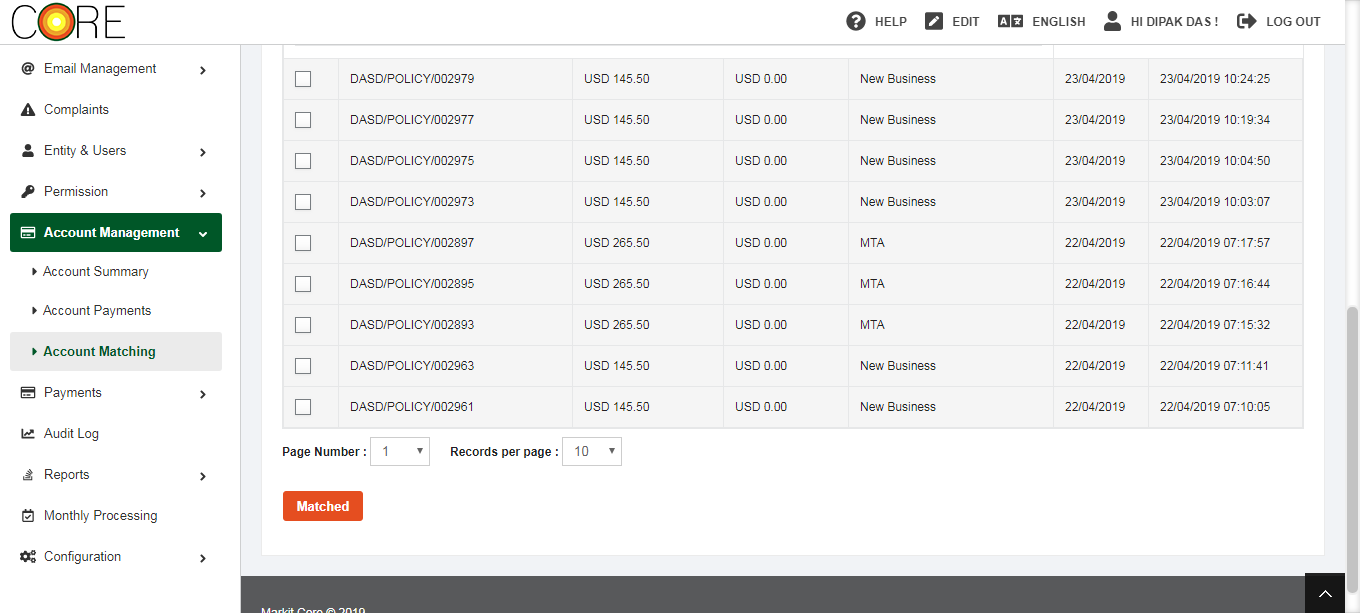 CORE
HELP EDIT ENGLISH HI DIPAK DAS ! LOG OUT
Email Management
Complaints
Entity & Users
Permission
Account Management
Account Summary
Account Payments
Account Matching
Payments
Audit Log
Reports
Monthly Processing
Configuration
DASD/POLICY/002979 USD 145.50 USD 0.00 New Business 23/04/2019 23/04/2019 10:24:25
DASD/POLICY/002977 USD 145.50 USD 0.00 New Business 23/04/2019 23/04/2019 10:19:34
DASD/POLICY/002975 USD 145.50 USD 0.00 New Business 23/04/2019 23/04/2019 10:04:50
DASD/POLICY/002973 USD 145.50 USD 0.00 New Business 23/04/2019 23/04/2019 10:03:07
DASD/POLICY/002897 USD 265.50 USD 0.00 MTA 22/04/2019 22/04/2019 07:17:57
DASD/POLICY/002895 USD 265.50 USD 0.00 MTA 22/04/2019 22/04/2019 07:16:44
DASD/POLICY/002893 USD 265.50 USD 0.00 MTA 22/04/2019 22/04/2019 07:15:32
DASD/POLICY/002963 USD 145.50 USD 0.00 New Business 22/04/2019 22/04/2019 07:11:41
DASD/POLICY/002961 USD 145.50 USD 0.00 New Business 22/04/2019 22/04/2019 07:10:05
Page Number : 1 Records per page : 10
Matched
Markit Core © 2019